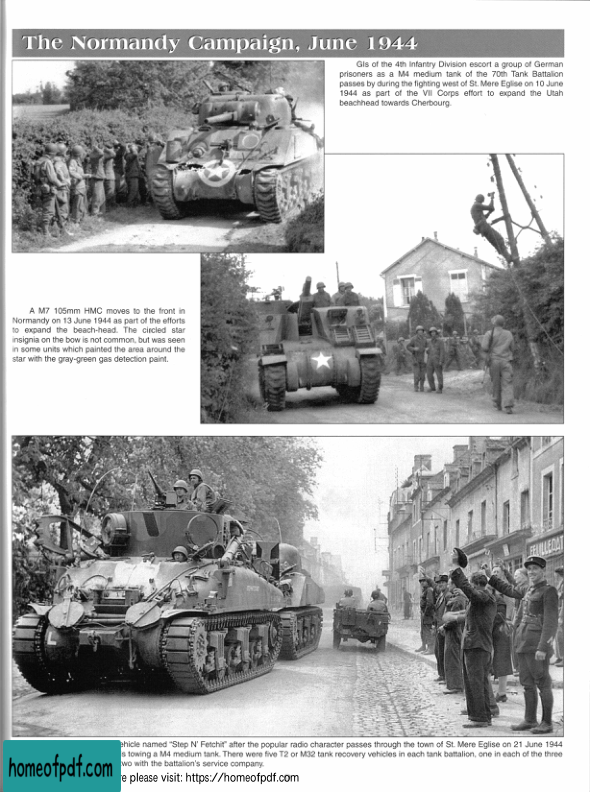 The Normandy Campaign, June 1944
GIs of the 4th Infantry Division escort a group of German
prisoners as a M4 medium tank of the 70th Tank Battalion
passes by during the fighting west of St. Mere Eglise on 10 June
1944 as part of the VII Corps effort to expand the Utah
beachhead towards Cherbourg.
A M7 105mm HMC moves to the front in
Normandy on 13 June 1944 as part of the efforts
to expand the beach-head. The circled star
insignia on the bow is not common, but was seen
in some units which painted the area around the
star with the gray-green gas detection paint.
ehicle named "Step N' Fetchit" after the popular radio character passes through the town of St. Mere Eglise on 21 June 1944
s towing a M4 medium tank. There were five T2 or M32 tank recovery vehicles in each tank battalion, one in each of the three
two with the battalion's service company.
homeofpdf.com
re please visit: https://homeofpdf.com